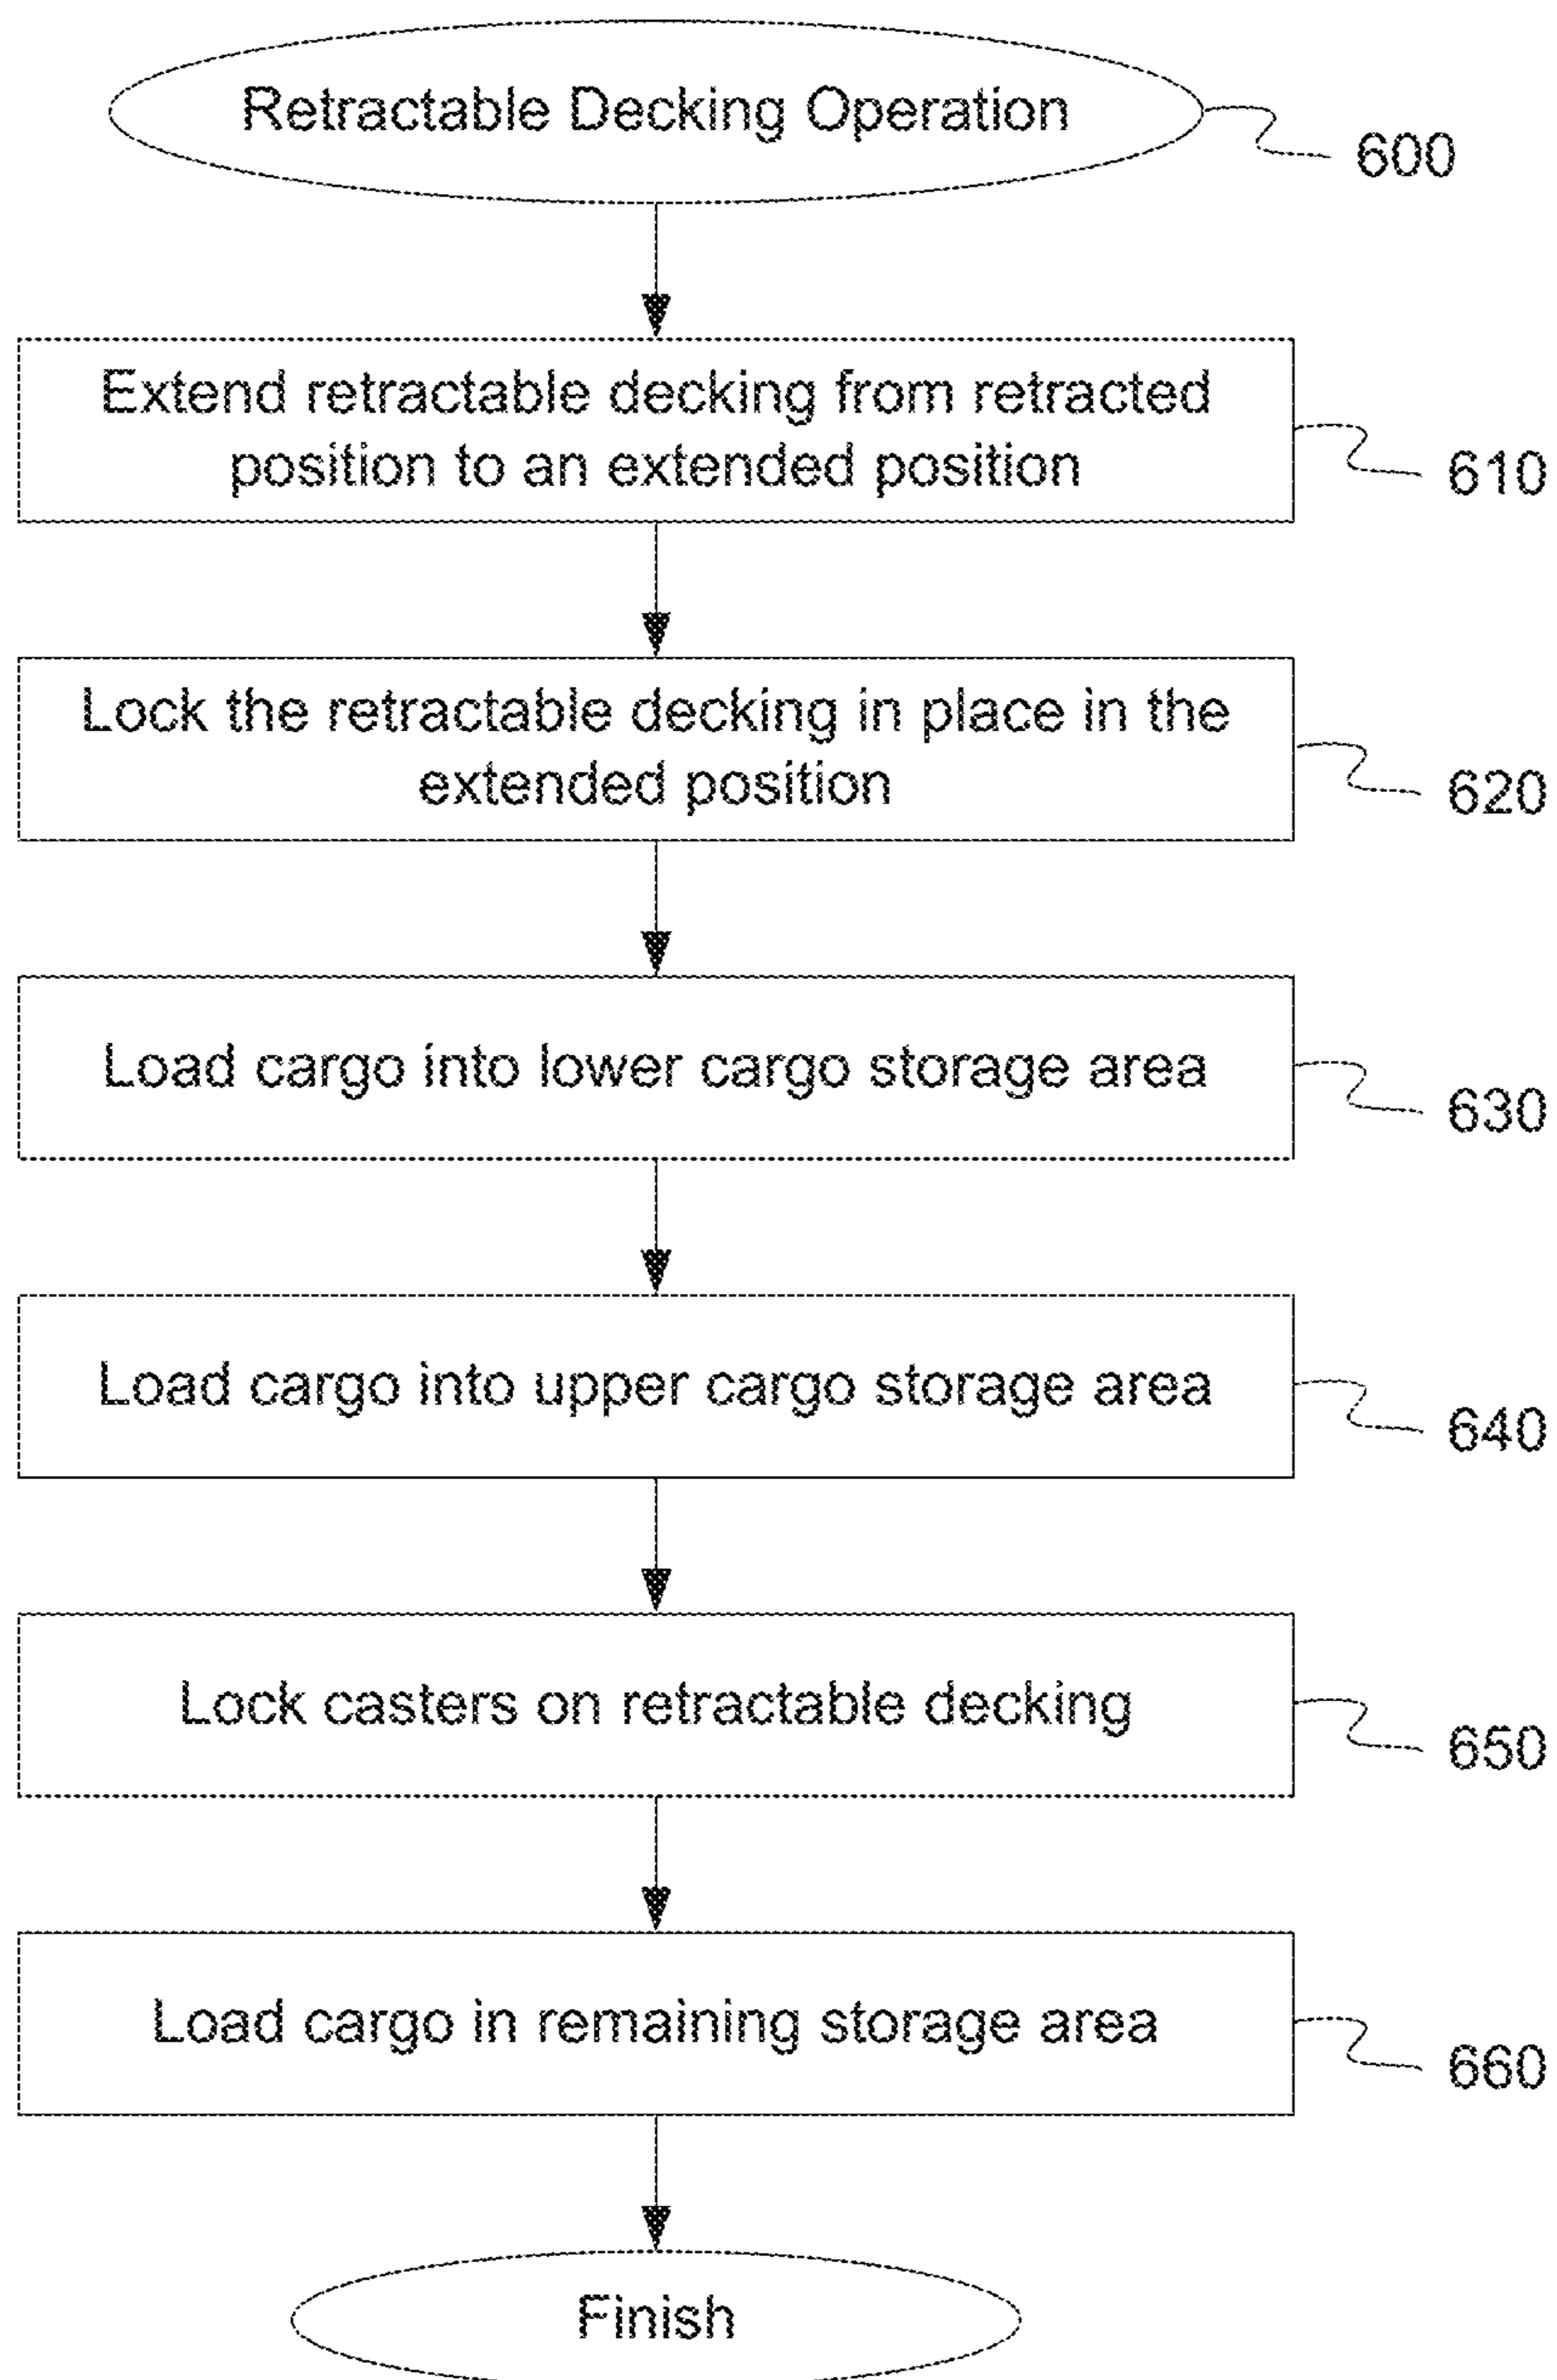 Retractable Decking Operation
600
Extend retractable decking from retracted
position to an extended position
610
Lock the retractable decking in place in the
extended position
620
Load cargo into lower cargo storage area
630
Load cargo into upper cargo storage area
640
Lock casters on retractable decking
650
Load cargo in remaining storage area
660
Finish